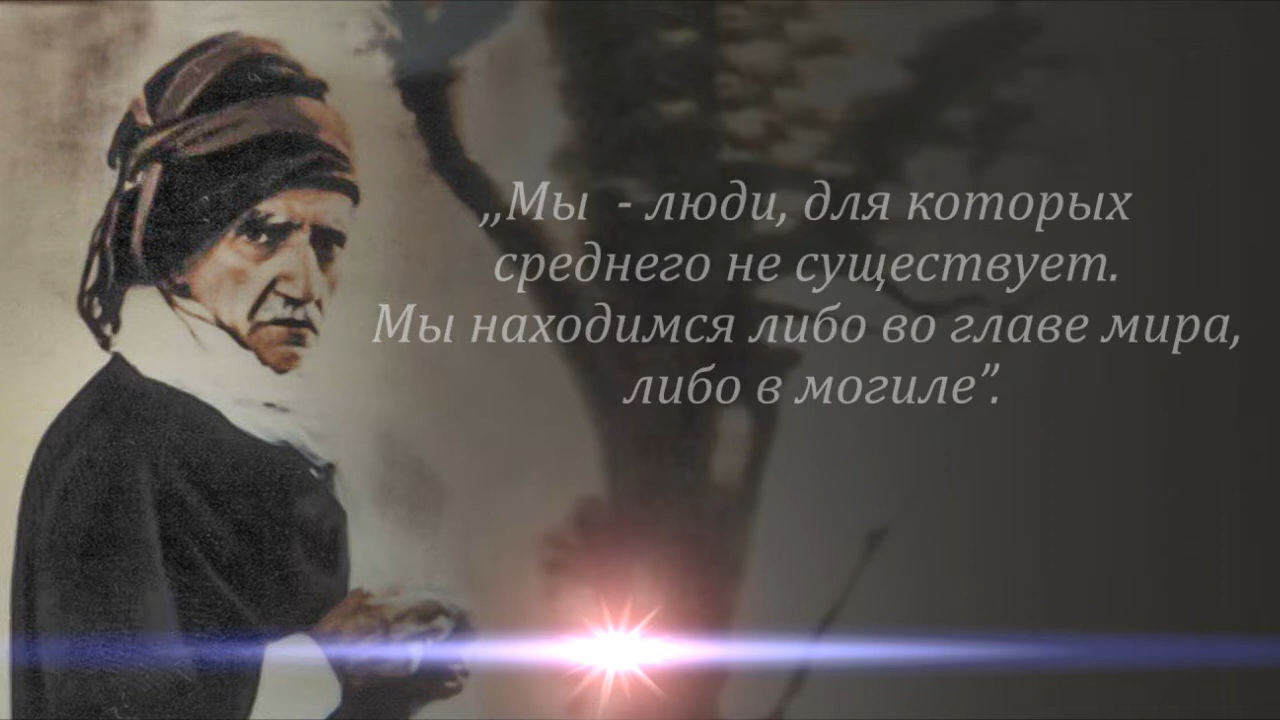 ,,Мы  - люди, для которых
среднего не существует.
Мы находимся либо во главе мира,
либо в могиле”.